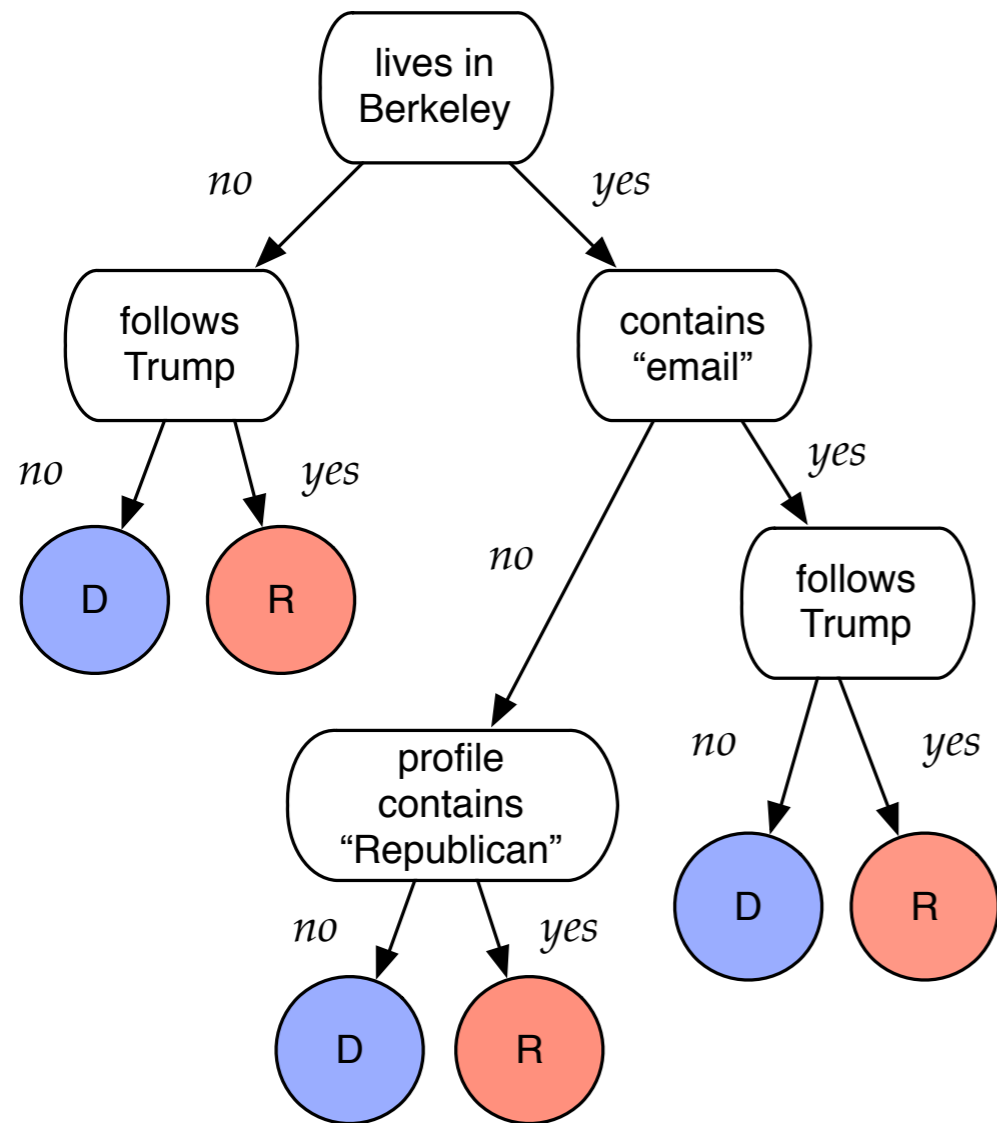 lives in
Berkeley
no
yes
follows
Trump
contains
“email”
no
yes
yes
no
D
R
follows
Trump
profile
contains
“Republican”
no
yes
D
R
no
yes
D
R